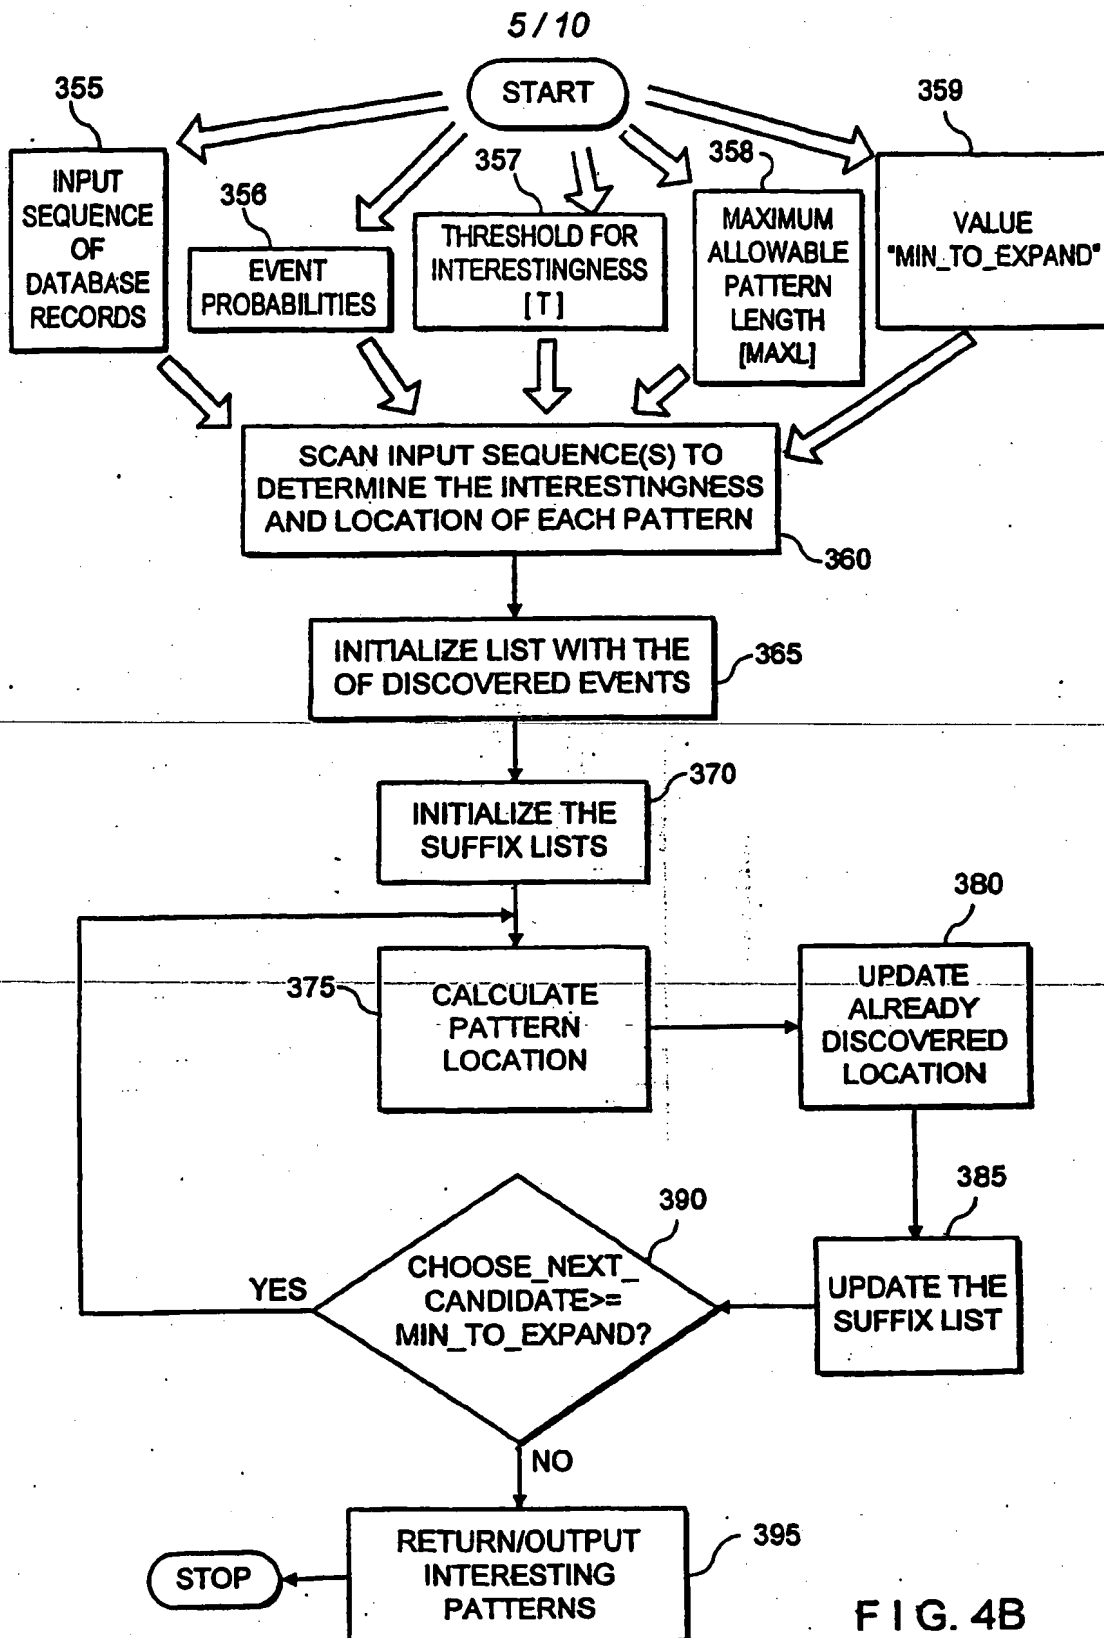 5/10
START
355
INPUT
SEQUENCE
OF
DATABASE
RECORDS
356
EVENT
PROBABILITIES
357
THRESHOLD FOR
INTERESTINGNESS
[T]
358
MAXIMUM
ALLOWABLE
PATTERN
LENGTH
[MAXL]
359
VALUE
"MIN_TO_EXPAND"
SCAN INPUT SEQUENCE(S) TO
DETERMINE THE INTERESTINGNESS
AND LOCATION OF EACH PATTERN
360
INITIALIZE LIST WITH THE
OF DISCOVERED EVENTS
365
370
INITIALIZE THE
SUFFIX LISTS
375
CALCULATE
PATTERN
LOCATION
380
UPDATE
ALREADY
DISCOVERED
LOCATION
385
UPDATE THE
SUFFIX LIST
390
CHOOSE_NEXT_
CANDIDATE>=
MIN_TO_EXPAND?
YES
NO
RETURN/OUTPUT
INTERESTING
PATTERNS
395
STOP
FIG. 4B